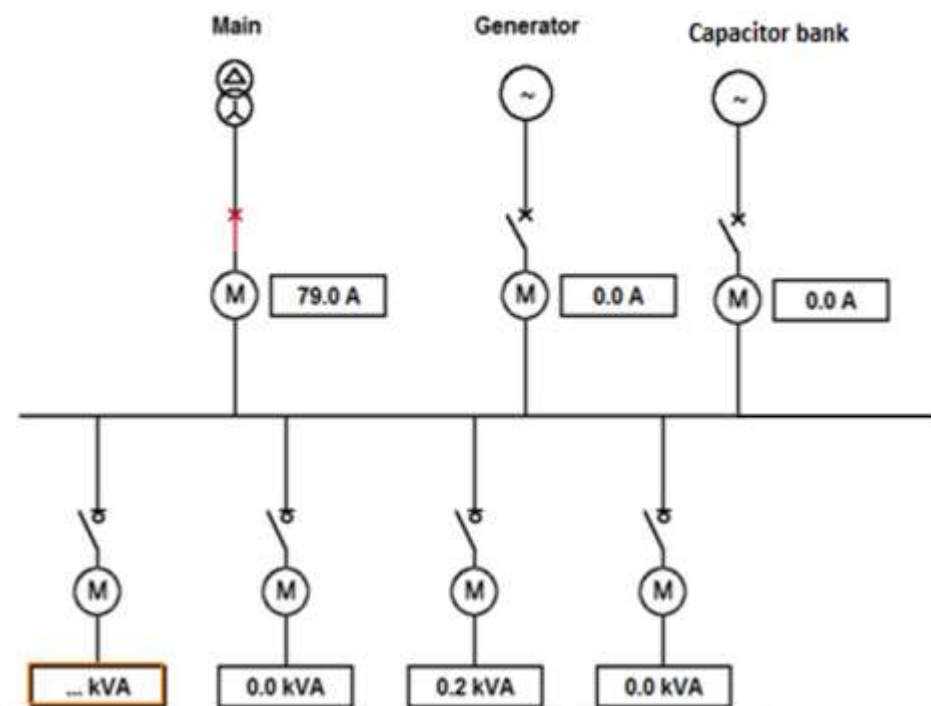 Main
Generator
Capacitor bank
~
~
M
79.0 A
M
0.0 A
M
0.0 A
M
M
M
M
... kVA
0.0 kVA
0.2 kVA
0.0 kVA